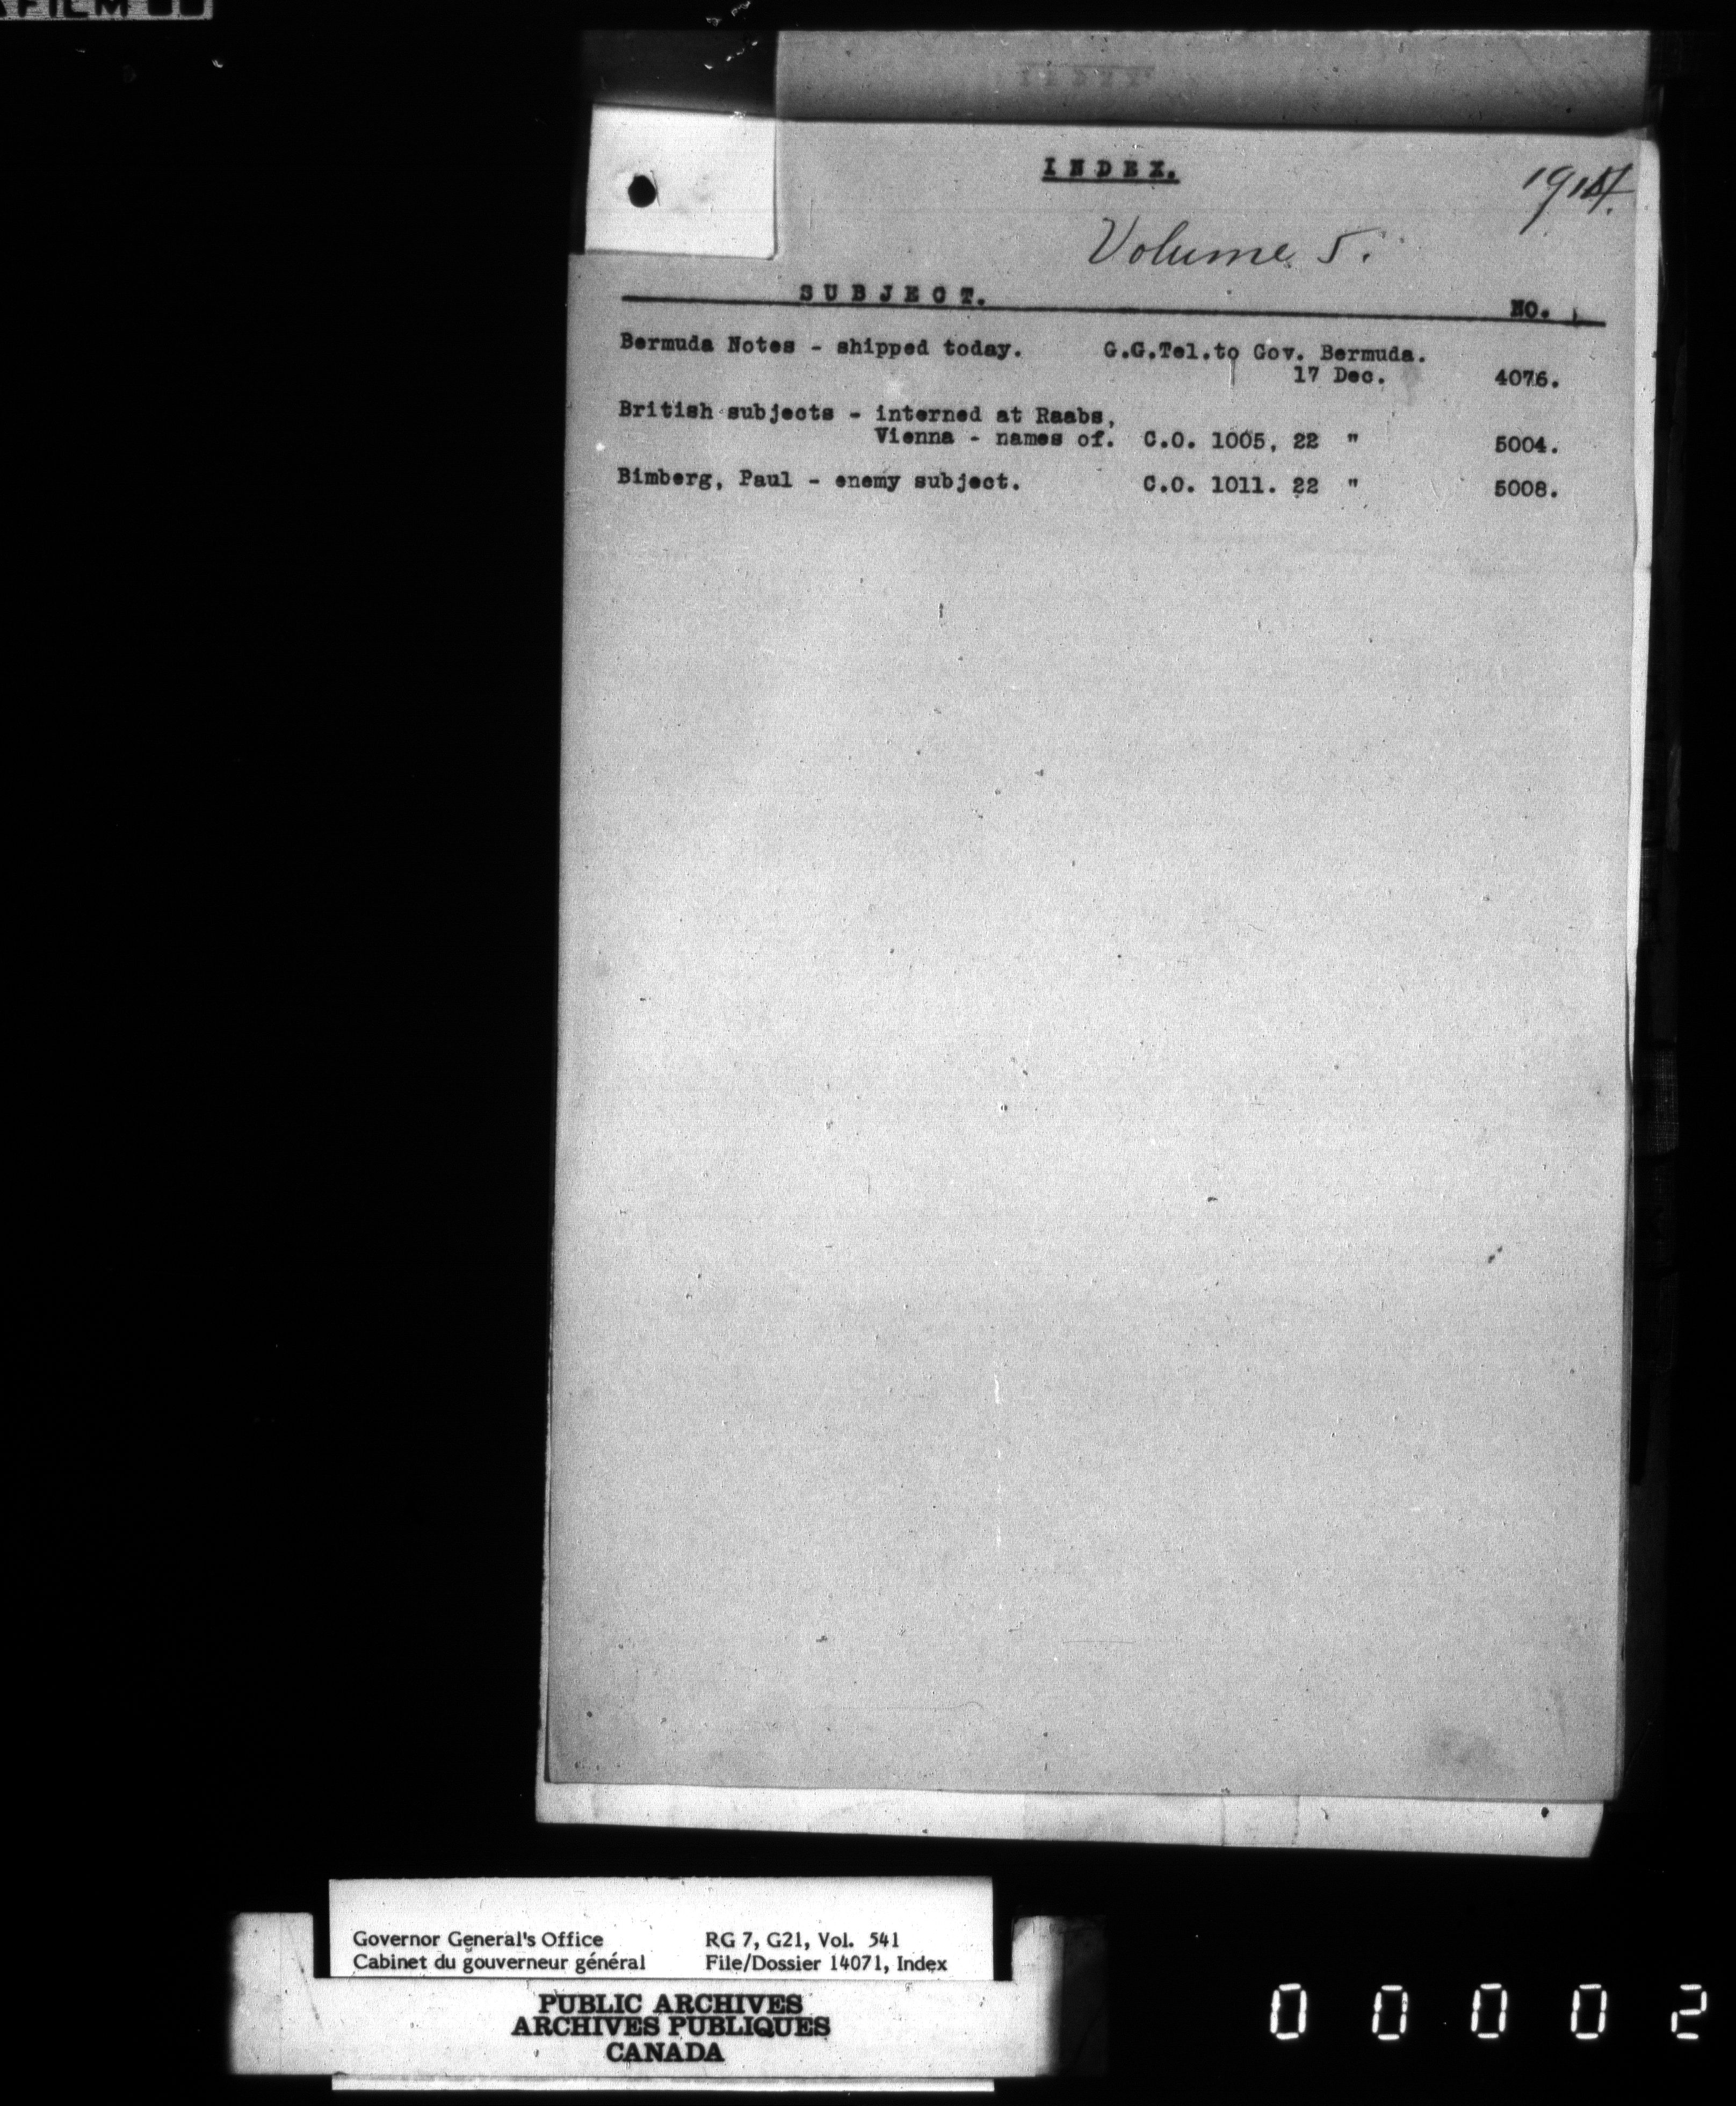 INDEX.
1914.
Volume 5.
SUBJECT. NO.
Bermuda Notes - shipped today. G.G.Tel.to Gov. Bermuda.
17 Dec. 4076.
British subjects - interned at Raabs,
Vienna - names of. C.O. 1005, 22 " 5004.
Bimberg, Paul - enemy subject. C.O. 1011. 22 " 5008.
Governor General's Office RG 7, G21, Vol. 541
Cabinet du gouverneur général File/Dossier 14071, Index
PUBLIC ARCHIVES
ARCHIVES PUBLIQUES
CANADA
0 0 0 0 2